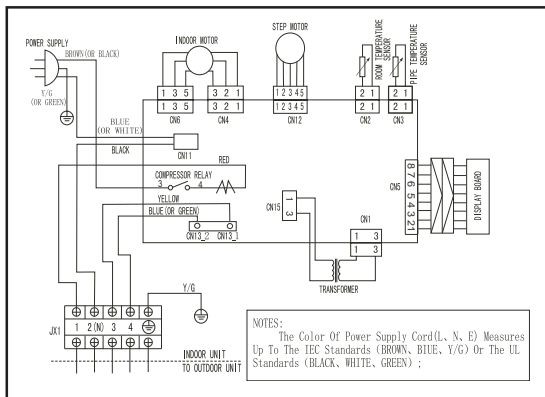 POWER SUPPLY
BROWN(OR BLACK)
Y/G
(OR GREEN)
INDOOR MOTOR
1 3 5
3 2 1
1 3 5
3 2 1
CN6
CN4
STEP MOTOR
1 2 3 4 5
1 2 3 4 5
CN12
ROOM TEMPERATURE
SENSOR
2 1
2 1
CN2
PIPE TEMPERATURE
SENSOR
2 1
2 1
CN3
BLUE
(OR WHITE)
BLACK
CN11
RED
COMPRESSOR RELAY
3
4
YELLOW
BLUE(OR GREEN)
CN13_2
CN13_1
CN15
1
3
CN1
1 3
1 3
TRANSFORMER
CN5
8 7 6 5 4 3 2 1
DISPLAY BOARD
Y/G
JX1
1 2(N) 3 4
INDOOR UNIT
TO OUTDOOR UNIT
NOTES:
The Color Of Power Supply Cord(L、N、E) Measures
Up To The IEC Standards (BROWN、BIUE、Y/G) Or The UL
Standards (BLACK、WHITE、GREEN) ;